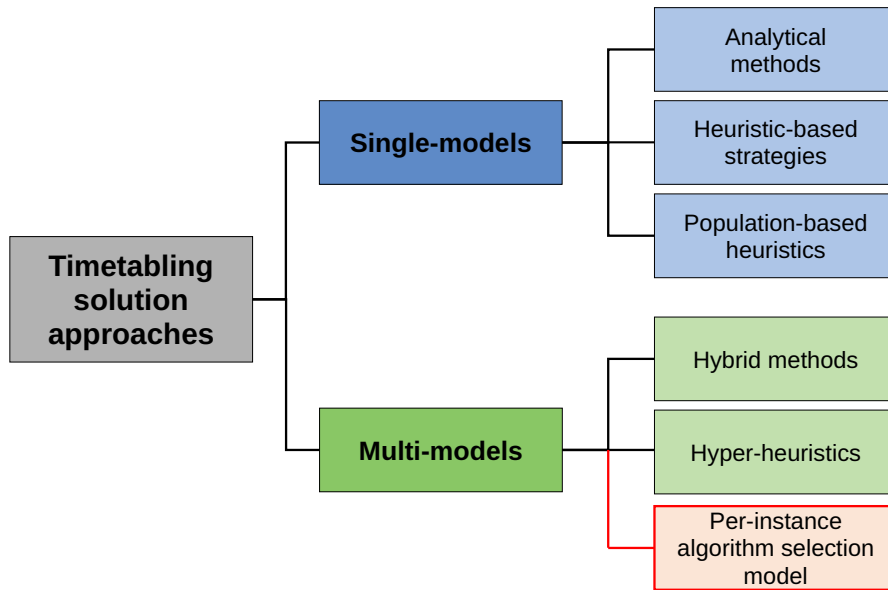 Timetabling
solution
approaches
Single-models
Analytical
methods
Heuristic-based
strategies
Population-based
heuristics
Multi-models
Hybrid methods
Hyper-heuristics
Per-instance
algorithm selection
model